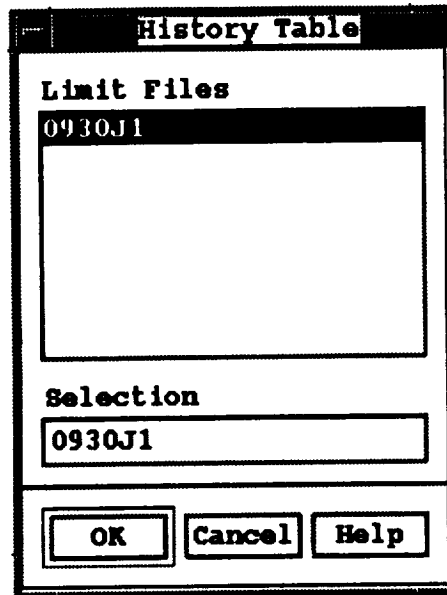 History Table
Limit Files
0930J1
Selection
0930J1
OK Cancel Help